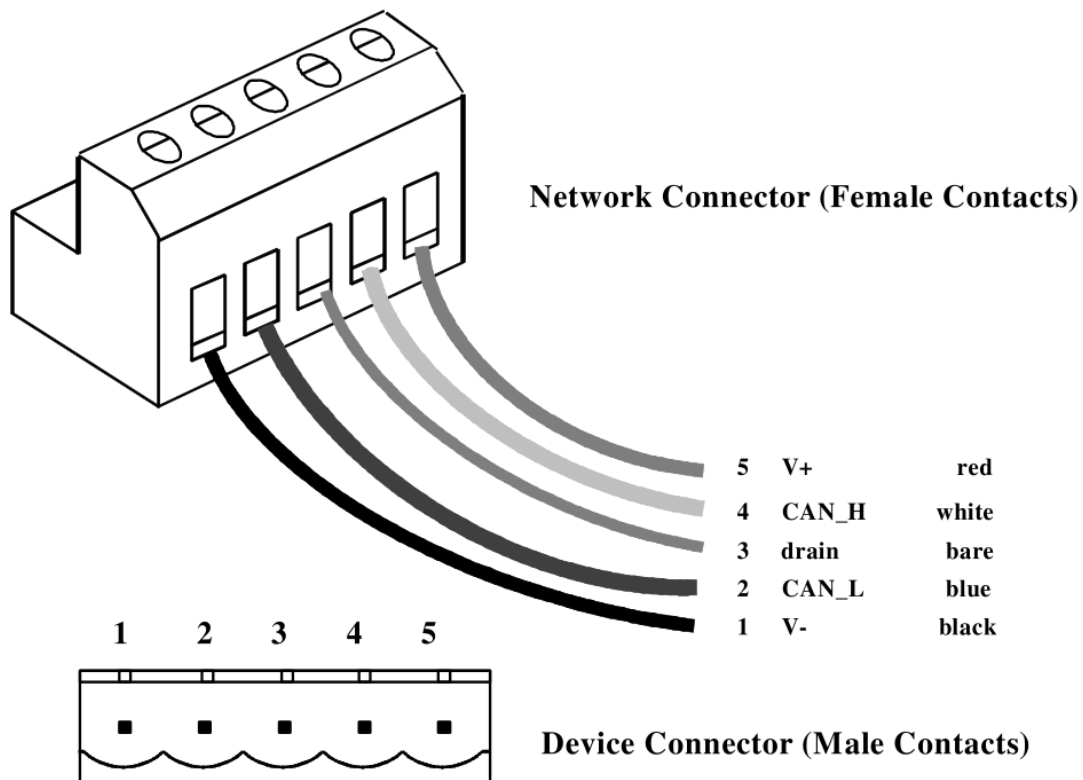 Network Connector (Female Contacts)
5 V+ red
4 CAN_H white
3 drain bare
2 CAN_L blue
1 V- black
1 2 3 4 5
Device Connector (Male Contacts)